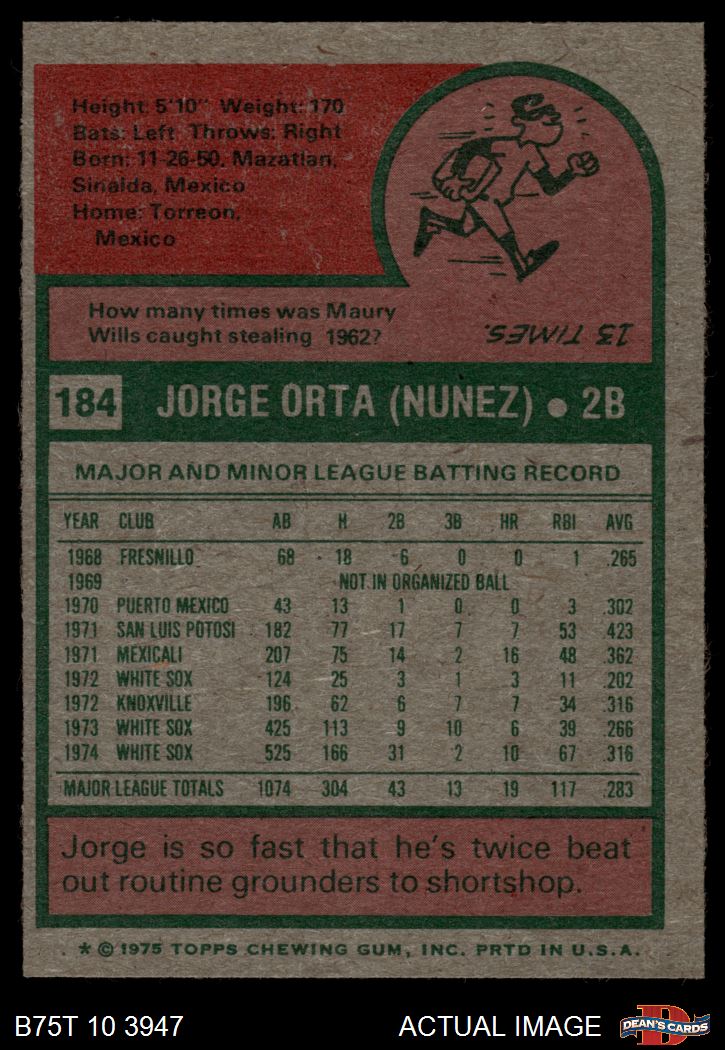 Height: 5'10" Weight: 170
Bats: Left Throws: Right
Born: 11-26-50, Mazatlan,
Sinaloa, Mexico
Home: Torreon,
Mexico
How many times was Maury
Wills caught stealing 1962?
13 TIMES.
184 JORGE ORTA (NUNEZ) ● 2B
MAJOR AND MINOR LEAGUE BATTING RECORD
YEAR CLUB AB H 2B 3B HR RBI AVG
1968 FRESNILLO 68 18 6 0 0 1 .265
1969 NOT IN ORGANIZED BALL
1970 PUERTO MEXICO 43 13 1 0 0 3 .302
1971 SAN LUIS POTOSI 182 77 17 7 7 53 .423
1971 MEXICALI 207 75 14 2 16 48 .362
1972 WHITE SOX 124 25 3 1 3 11 .202
1972 KNOXVILLE 196 62 6 7 7 34 .316
1973 WHITE SOX 425 113 9 10 6 39 .266
1974 WHITE SOX 525 166 31 2 10 67 .316
MAJOR LEAGUE TOTALS 1074 304 43 13 19 117 .283
Jorge is so fast that he's twice beat
out routine grounders to shortshop.
* © 1975 TOPPS CHEWING GUM, INC. PRTD IN U.S.A.
B75T 10 3947 ACTUAL IMAGE D DEAN'S CARDS